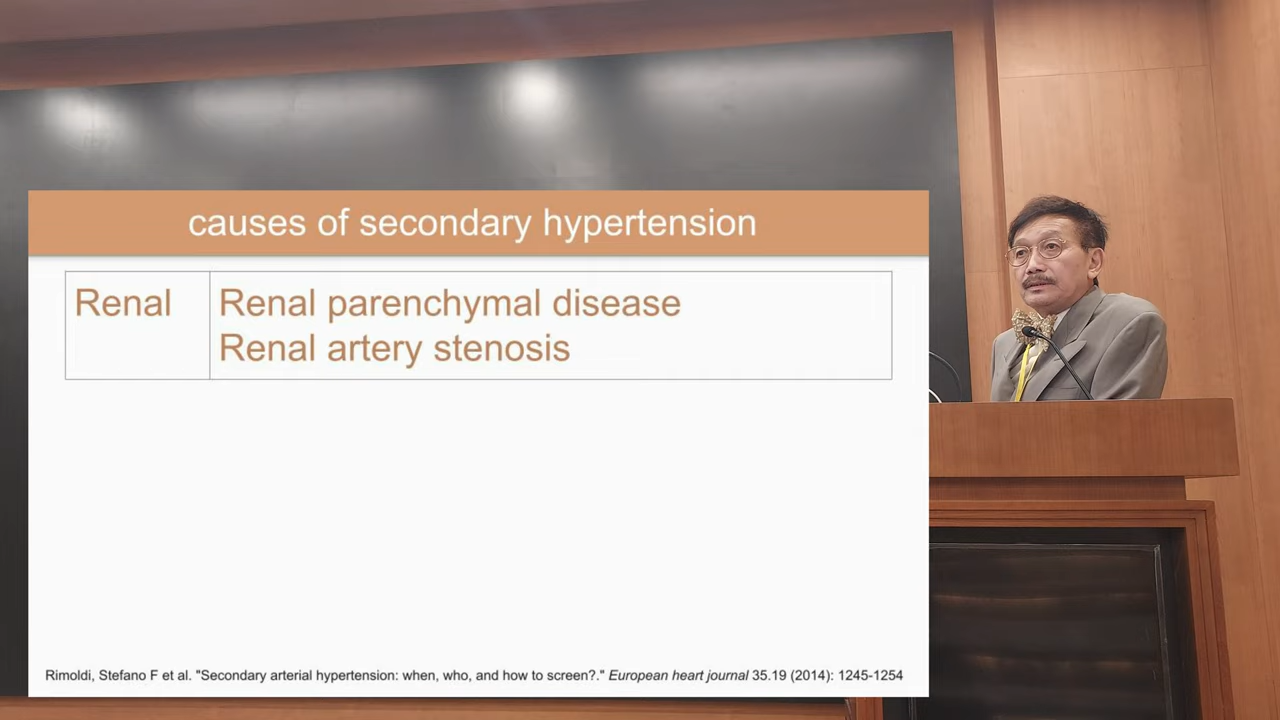 causes of secondary hypertension
Renal
Renal parenchymal disease
Renal artery stenosis
Rimoldi, Stefano F et al. "Secondary arterial hypertension: when, who, and how to screen?." European heart journal 35.19 (2014): 1245-1254